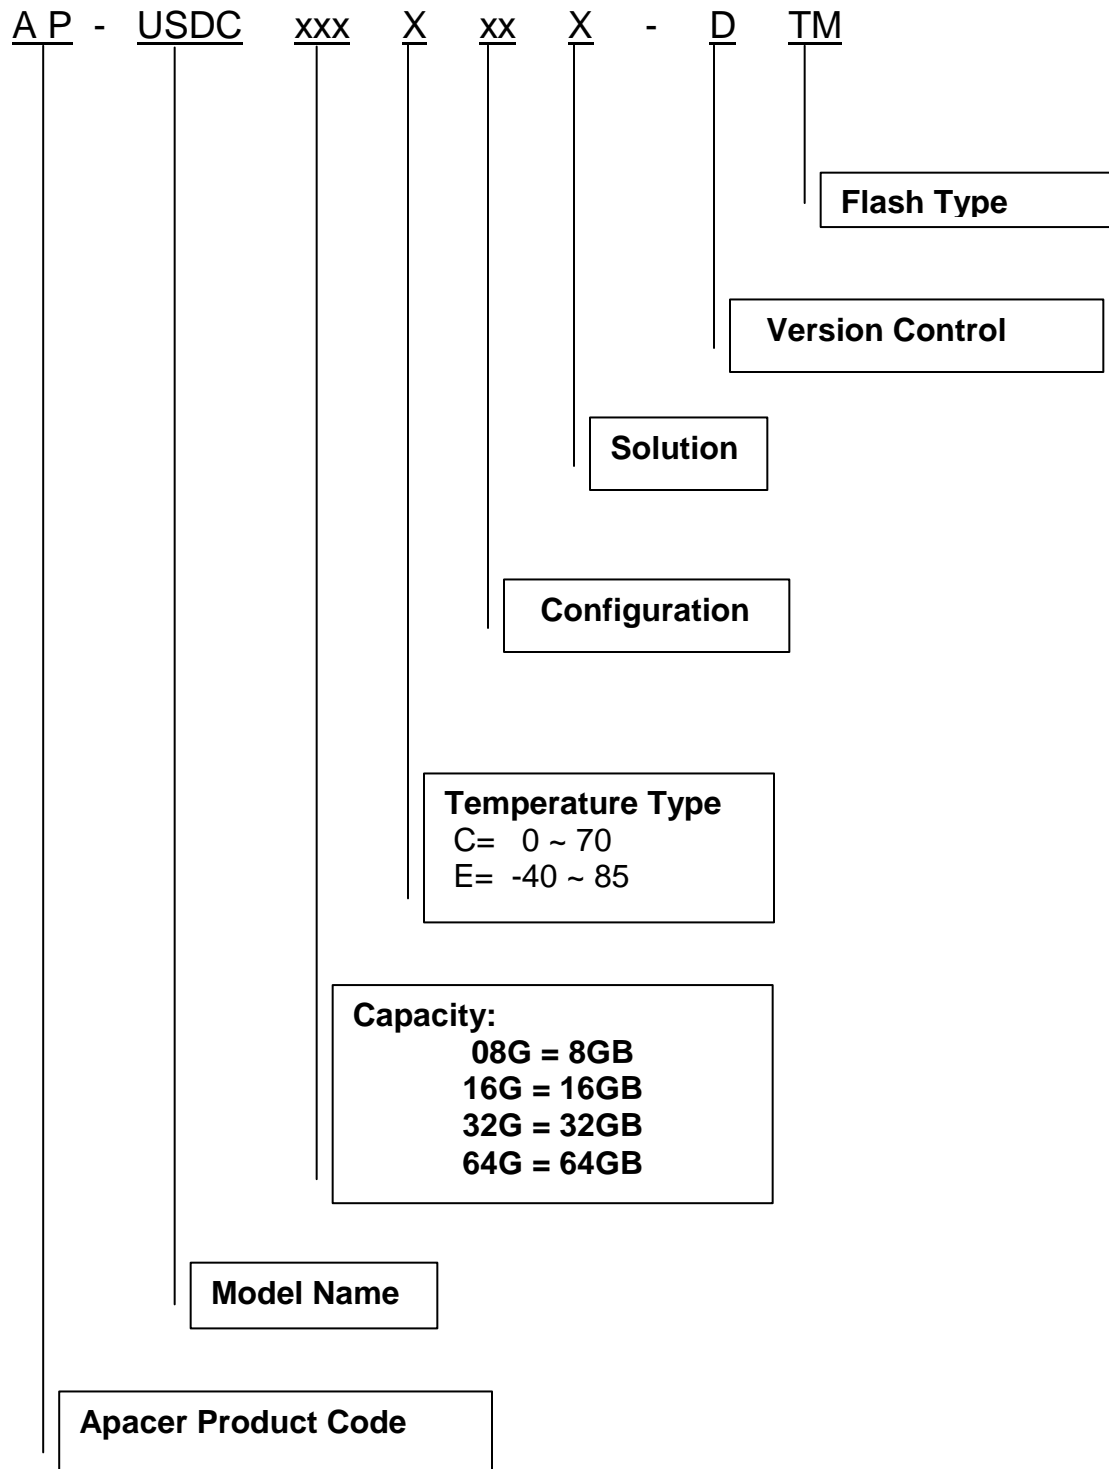 A P - USDC xxx X xx X - D TM
Flash Type
Version Control
Solution
Configuration
Temperature Type
C= 0 ~ 70
E= -40 ~ 85
Capacity:
08G = 8GB
16G = 16GB
32G = 32GB
64G = 64GB
Model Name
Apacer Product Code